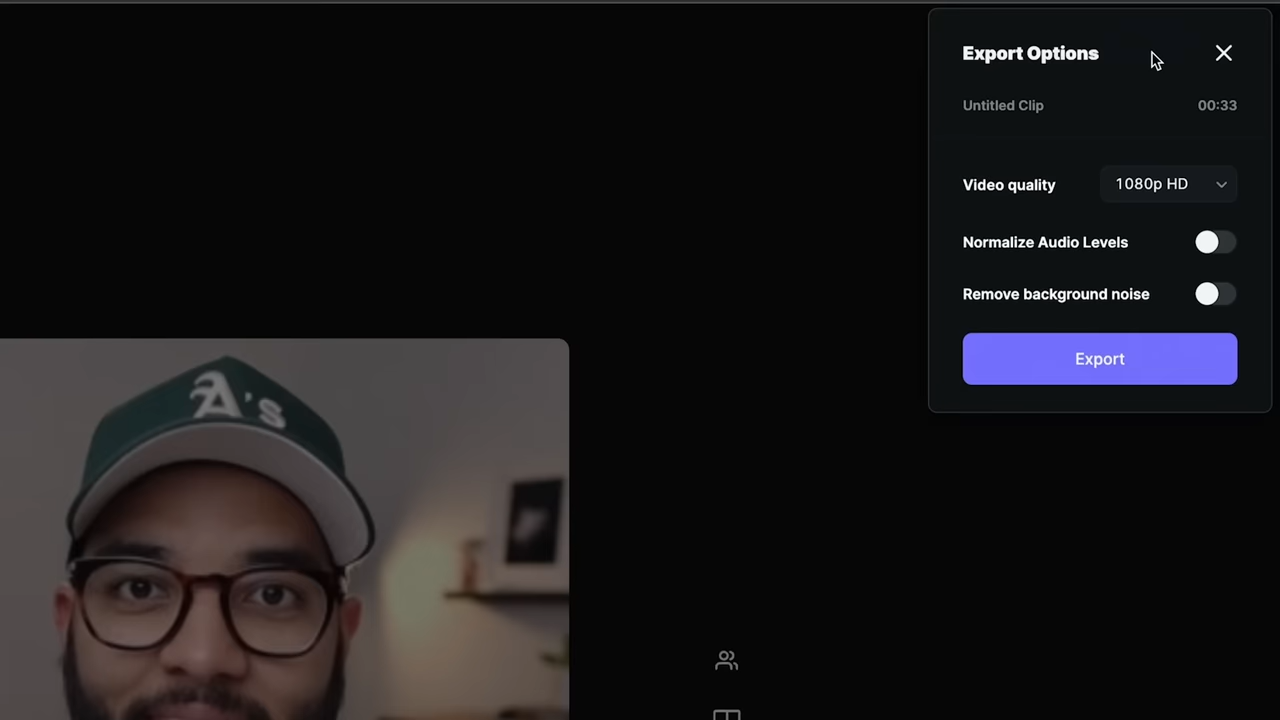 Export Options
Untitled Clip 00:33
Video quality 1080p HD
Normalize Audio Levels
Remove background noise
Export
A's